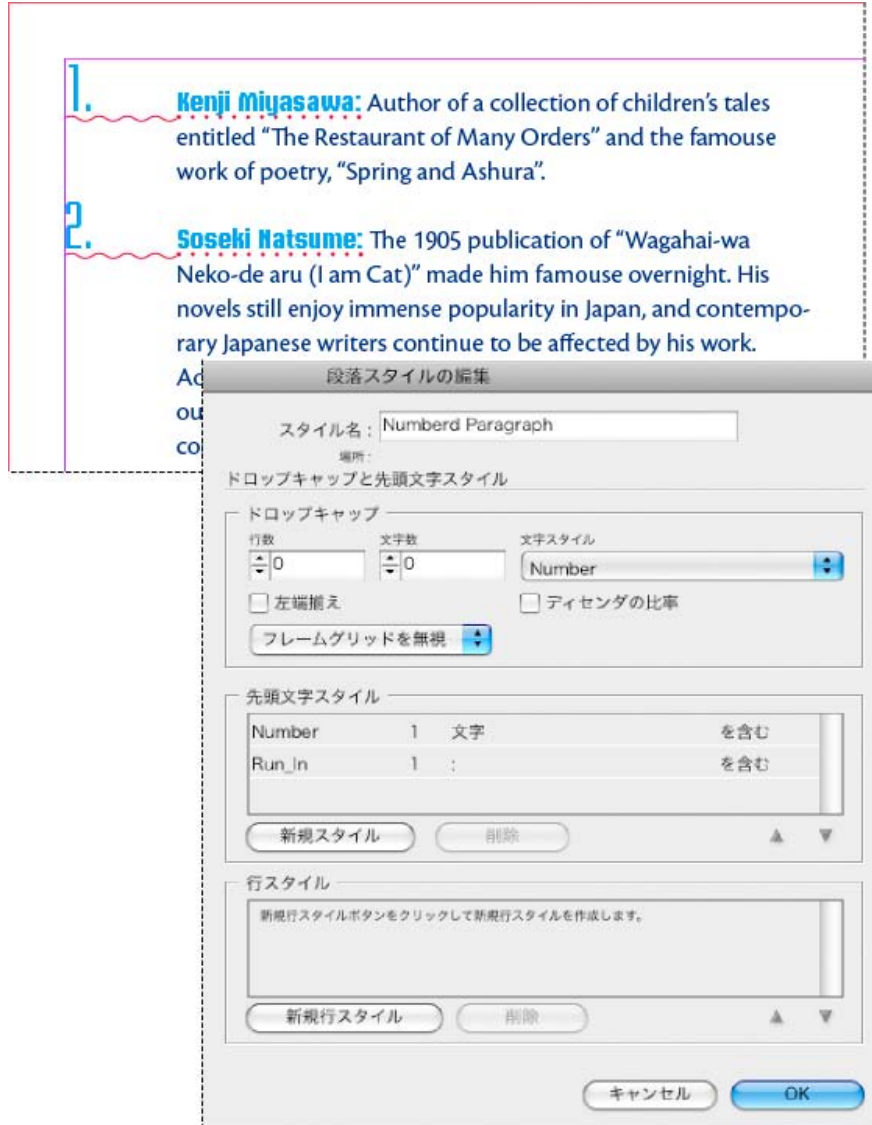 1. Kenji Miyasawa: Author of a collection of children's tales
entitled “The Restaurant of Many Orders” and the famouse
work of poetry, “Spring and Ashura”.
2. Soseki Natsume: The 1905 publication of “Wagahai-wa
Neko-de aru (I am Cat)” made him famouse overnight. His
novels still enjoy immense popularity in Japan, and contempo-
rary Japanese writers continue to be affected by his work.
段落スタイルの編集
スタイル名 : Numberd Paragraph
場所 :
ドロップキャップと先頭文字スタイル
ドロップキャップ
行数 文字数 文字スタイル
0 0 Number
左端揃え ディセンダの比率
フレームグリッドを無視
先頭文字スタイル
Number 1 文字 を含む
Run_In 1 : を含む
新規スタイル 削除
行スタイル
新規行スタイルボタンをクリックして新規行スタイルを作成します。
新規行スタイル 削除
キャンセル OK